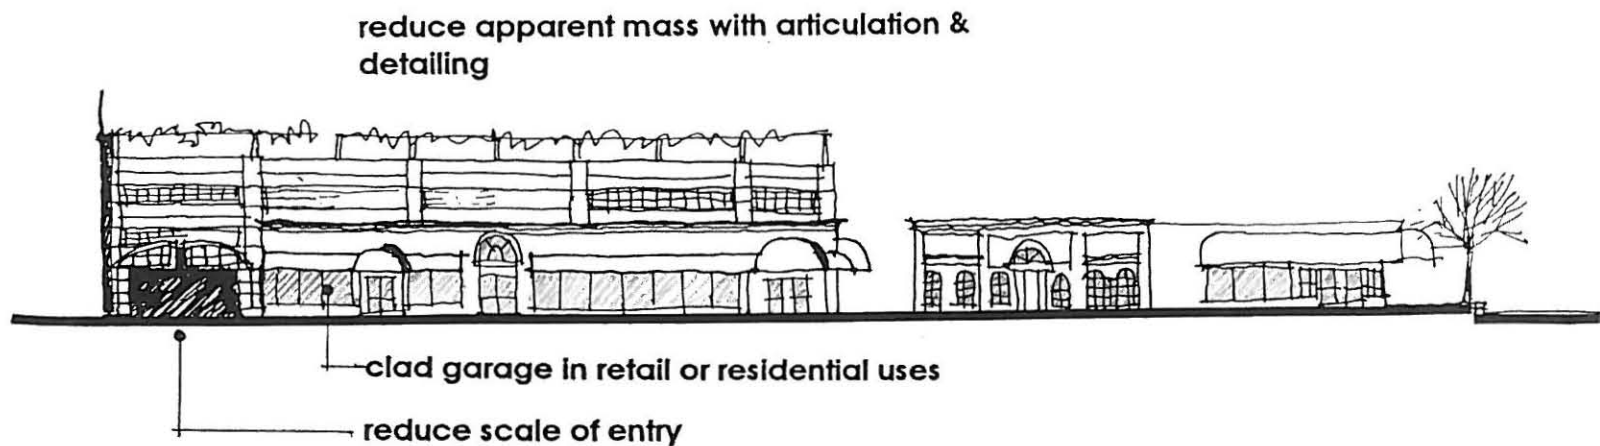 reduce apparent mass with articulation &
detailing
clad garage in retail or residential uses
reduce scale of entry